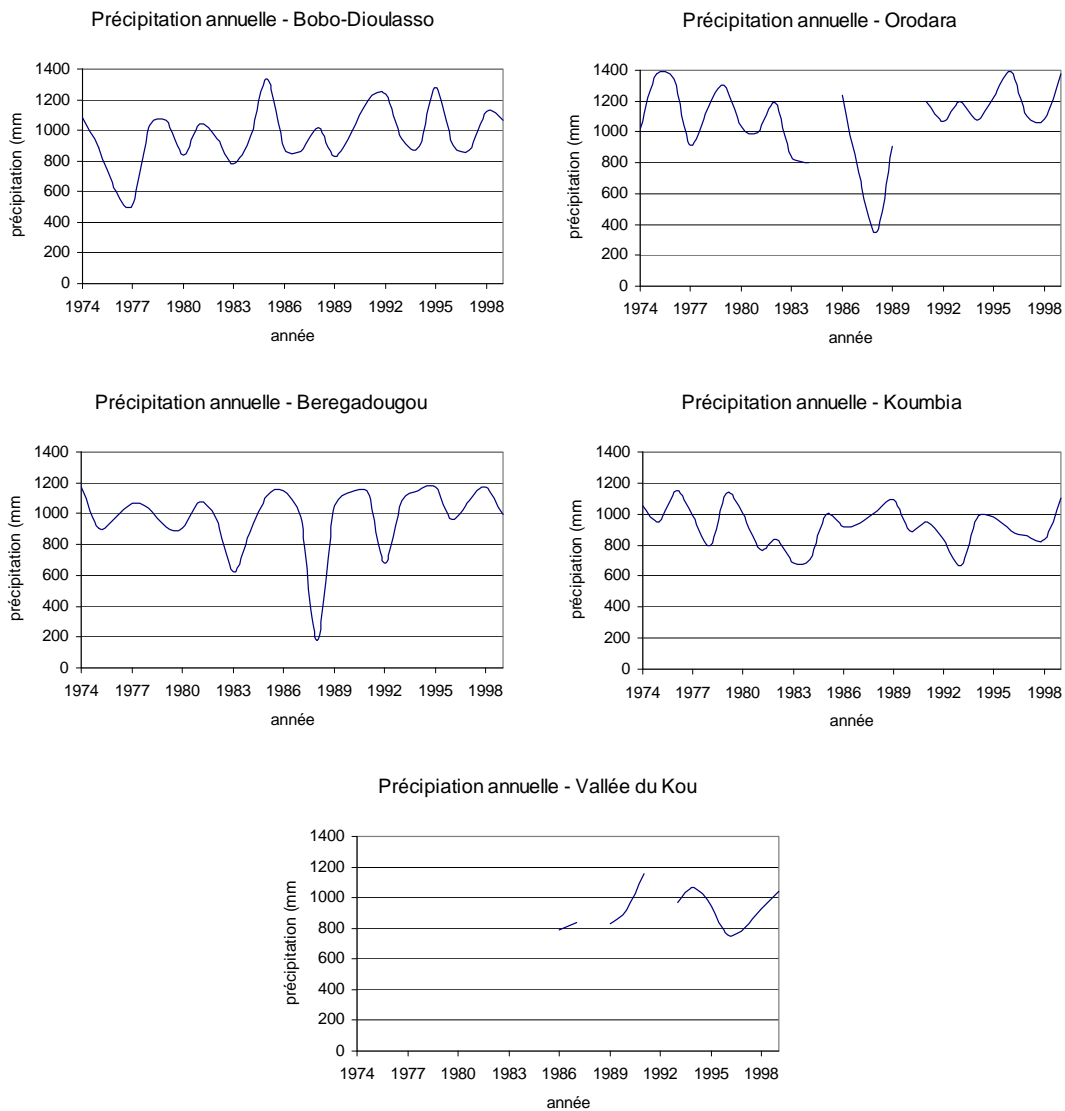 Précipitation annuelle - Bobo-Dioulasso
précipitation (mm
1400
1200
1000
800
600
400
200
0
1974 1977 1980 1983 1986 1989 1992 1995 1998
année
Précipitation annuelle - Orodara
précipitation (mm
1400
1200
1000
800
600
400
200
0
1974 1977 1980 1983 1986 1989 1992 1995 1998
année
Précipitation annuelle - Beregadougou
précipitation (mm
1400
1200
1000
800
600
400
200
0
1974 1977 1980 1983 1986 1989 1992 1995 1998
année
Précipitation annuelle - Koumbia
précipiation (mm
1400
1200
1000
800
600
400
200
0
1974 1977 1980 1983 1986 1989 1992 1995 1998
année
Précipiation annuelle - Vallée du Kou
précipitation (mm
1400
1200
1000
800
600
400
200
0
1974 1977 1980 1983 1986 1989 1992 1995 1998
année